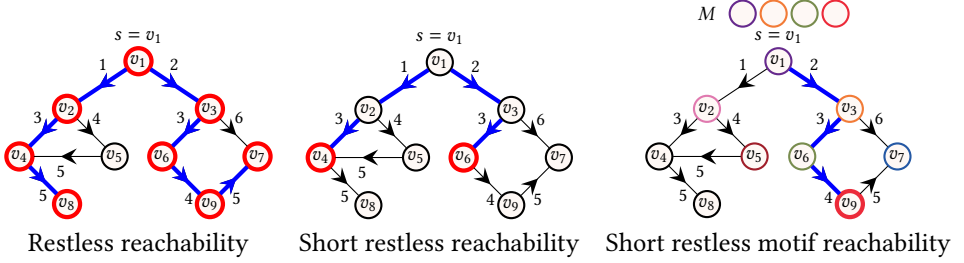 M
s = v1
1 2
v1
v2 v3
3 4 3 6
v4 v5 v6 v7
5 5 4 5
v8 v9
Restless reachability
s = v1
1 2
v1
v2 v3
3 4 3 6
v4 v5 v6 v7
5 5 4 5
v8 v9
Short restless reachability
s = v1
1 2
v1
v2 v3
3 4 3 6
v4 v5 v6 v7
5 5 4 5
v8 v9
Short restless motif reachability